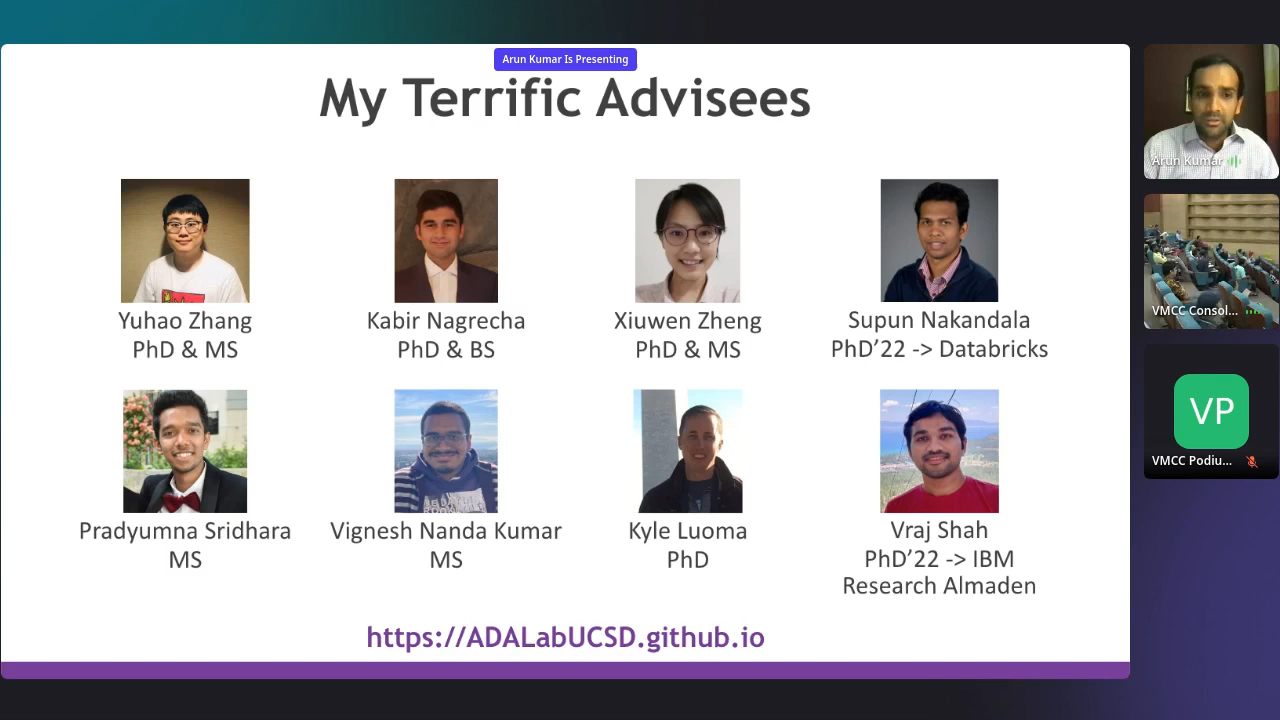 Arun Kumar Is Presenting
My Terrific Advisees
Yuhao Zhang
PhD & MS
Kabir Nagrecha
PhD & BS
Xiuwen Zheng
PhD & MS
Supun Nakandala
PhD’22 -> Databricks
Pradyumna Sridhara
MS
Vignesh Nanda Kumar
MS
Kyle Luoma
PhD
Vraj Shah
PhD’22 -> IBM
Research Almaden
https://ADALabUCSD.github.io
Arun Kumar
VMCC Consol...
VP
VMCC Podiu...